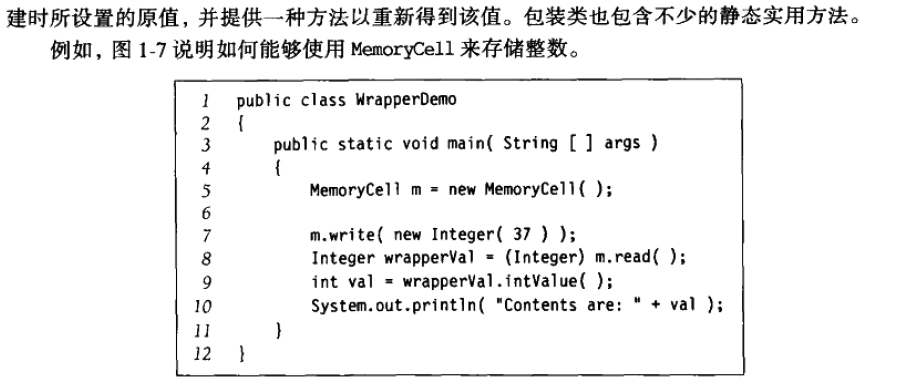 建时所设置的原值，并提供一种方法以重新得到该值。包装类也包含不少的静态实用方法。
例如，图 1-7 说明如何能够使用 MemoryCell 来存储整数。
1 public class WrapperDemo
2 {
3 public static void main( String [ ] args )
4 {
5 MemoryCell m = new MemoryCell( );
6
7 m.write( new Integer( 37 ) );
8 Integer wrapperVal = (Integer) m.read( );
9 int val = wrapperVal.intValue( );
10 System.out.println( "Contents are: " + val );
11 }
12 }